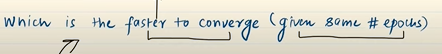 Which is the faster to converge (given same # epochs)